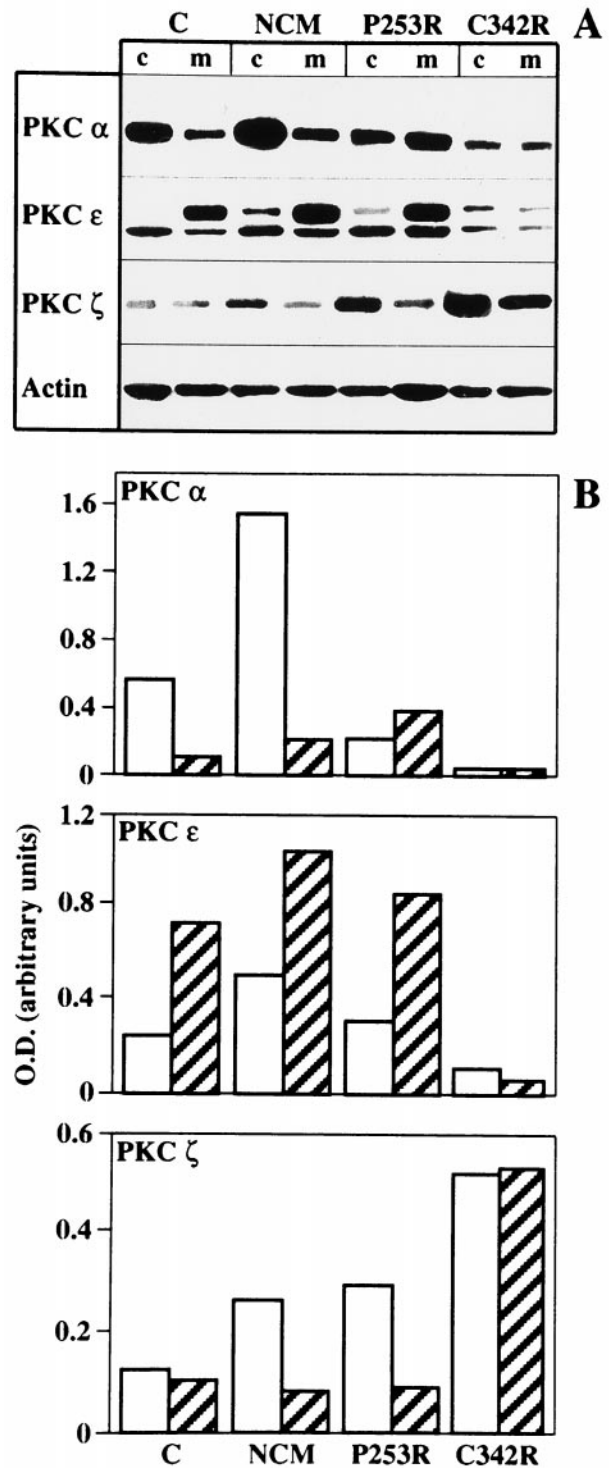 A
C NCM P253R C342R
c m c m c m c m
PKC α
PKC ε
PKC ζ
Actin
B
PKC α
1.6
1.2
0.8
0.4
0
O.D. (arbitrary units)
PKC ε
1.2
0.8
0.4
0
PKC ζ
0.6
0.4
0.2
0
C NCM P253R C342R